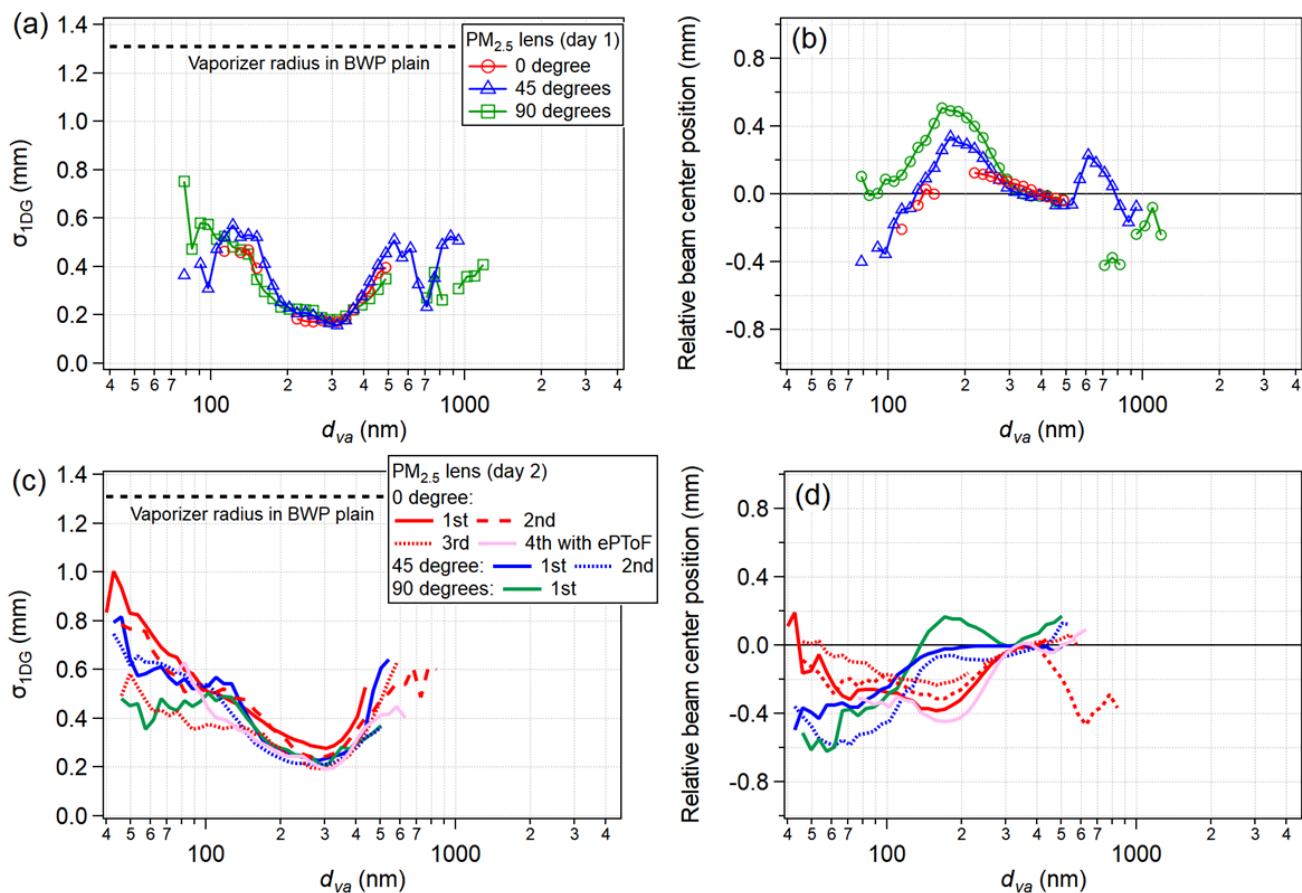 (a)
1.4
1.2
1.0
0.8
0.6
0.4
0.2
0.0
σ1DG (mm)
Vaporizer radius in BWP plain
PM2.5 lens (day 1)
0 degree
45 degrees
90 degrees
4 5 6 7 2 3 4 5 6 7 2 3 4
100 1000
dva (nm)
(b)
0.8
0.4
0.0
-0.4
-0.8
Relative beam center position (mm)
4 5 6 7 2 3 4 5 6 7 2 3 4
100 1000
dva (nm)
(c)
1.4
1.2
1.0
0.8
0.6
0.4
0.2
0.0
σ1DG (mm)
Vaporizer radius in BWP plain
PM2.5 lens (day 2)
0 degree:
1st 2nd
3rd 4th with ePToF
45 degree: 1st 2nd
90 degrees: 1st
4 5 6 7 2 3 4 5 6 7 2 3 4
100 1000
dva (nm)
(d)
0.8
0.4
0.0
-0.4
-0.8
Relative beam center position (mm)
4 5 6 7 2 3 4 5 6 7 2 3 4
100 1000
dva (nm)